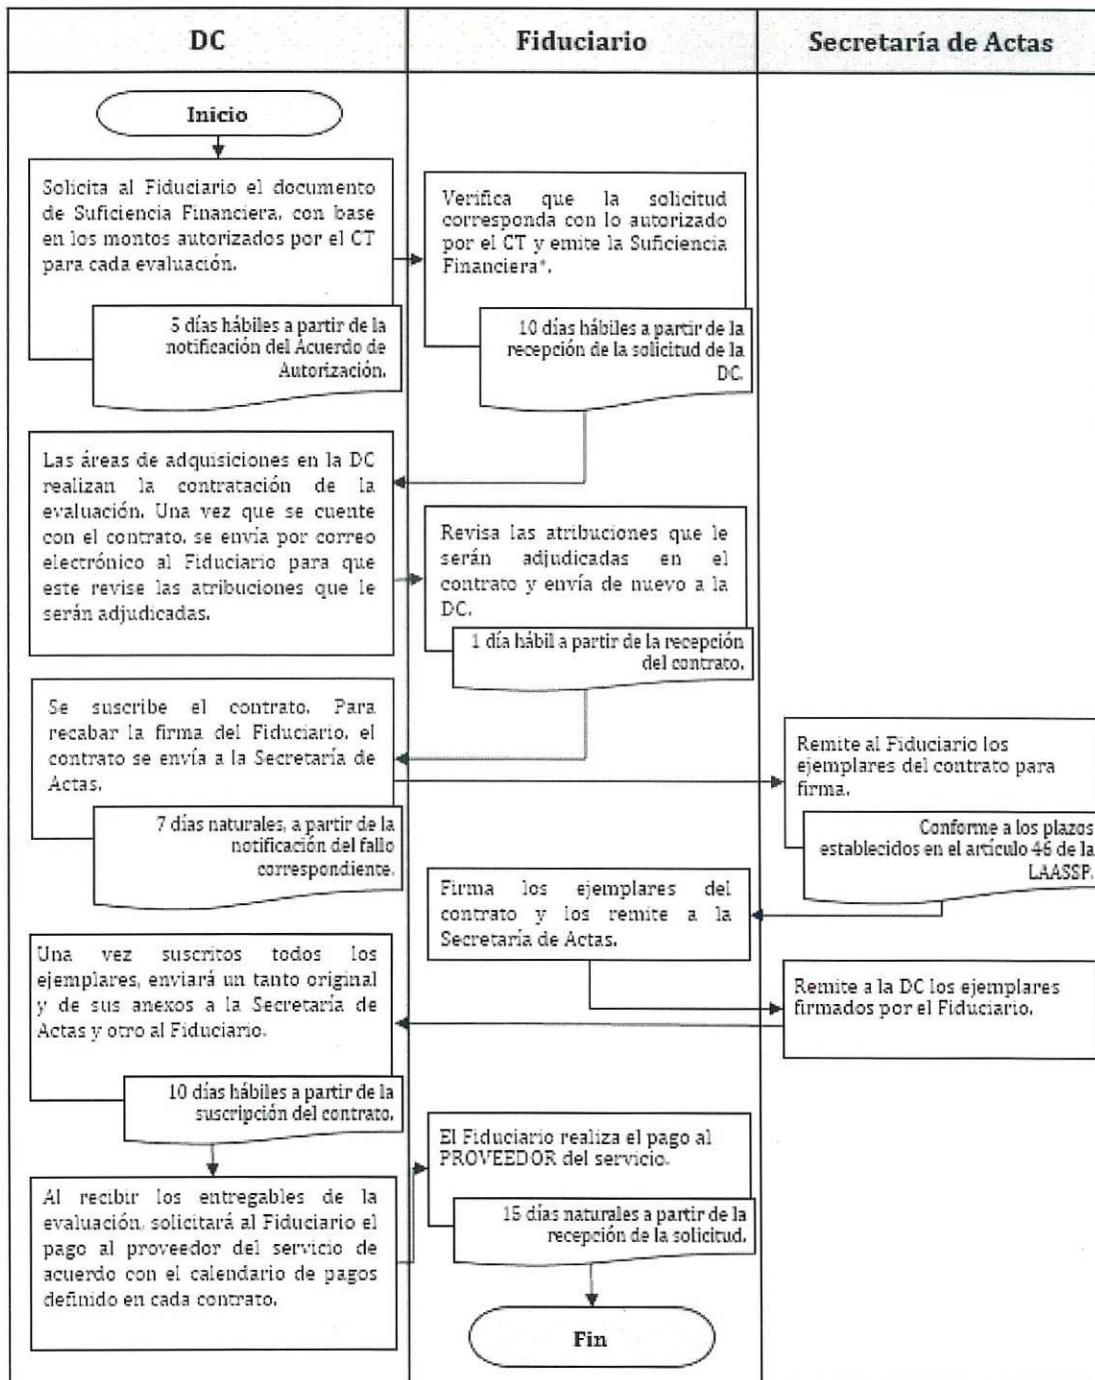 DC
Fiduciario
Secretaría de Actas
Inicio
Solicita al Fiduciario el documento
de Suficiencia Financiera, con base
en los montos autorizados por el CT
para cada evaluación.
5 días hábiles a partir de la
notificación del Acuerdo de
Autorización.
Verifica que la solicitud
corresponda con lo autorizado
por el CT y emite la Suficiencia
Financiera*.
10 días hábiles a partir de la
recepción de la solicitud de la
DC.
Las áreas de adquisiciones en la DC
realizan la contratación de la
evaluación. Una vez que se cuente
con el contrato, se envía por correo
electrónico al Fiduciario para que
este revise las atribuciones que le
serán adjudicadas.
Revisa las atribuciones que le
serán adjudicadas en el
contrato y envía de nuevo a la
DC.
1 día hábil a partir de la recepción
del contrato.
Se suscribe el contrato. Para
recabar la firma del Fiduciario, el
contrato se envía a la Secretaría de
Actas.
7 días naturales, a partir de la
notificación del fallo
correspondiente.
Remite al Fiduciario los
ejemplares del contrato para
firma.
Conforme a los plazos
establecidos en el artículo 46 de la
LAASSP.
Firma los ejemplares del
contrato y los remite a la
Secretaría de Actas.
Remite a la DC los ejemplares
firmados por el Fiduciario.
Una vez suscritos todos los
ejemplares, enviará un tanto original
y de sus anexos a la Secretaría de
Actas y otro al Fiduciario.
10 días hábiles a partir de la
suscripción del contrato.
Al recibir los entregables de la
evaluación, solicitará al Fiduciario el
pago al proveedor del servicio de
acuerdo con el calendario de pagos
definido en cada contrato.
El Fiduciario realiza el pago al
PROVEEDOR del servicio.
15 días naturales a partir de la
recepción de la solicitud.
Fin